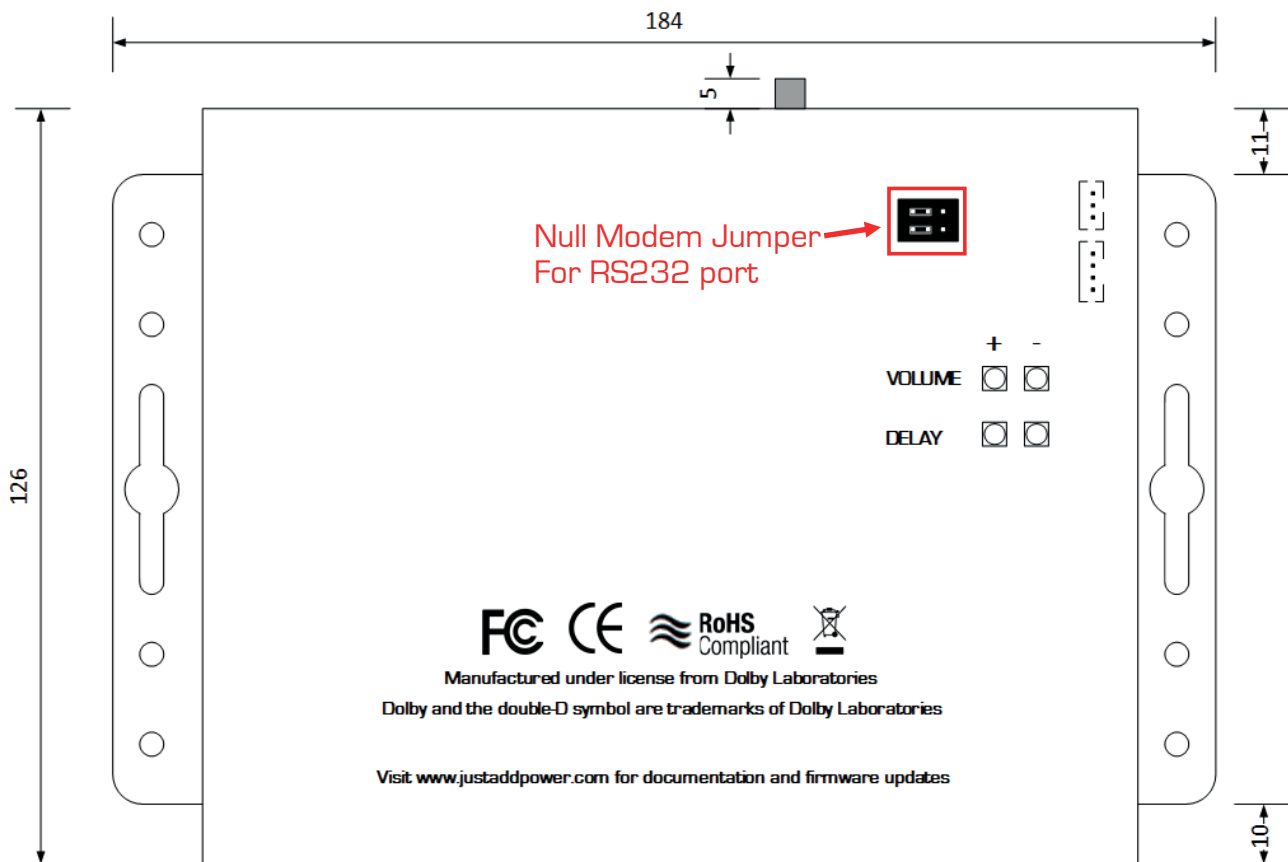 184
5
11
Null Modem Jumper
For RS232 port
+ -
VOLUME
DELAY
126
FC CE RoHS
Compliant
Manufactured under license from Dolby Laboratories
Dolby and the double-D symbol are trademarks of Dolby Laboratories
Visit www.justaddpower.com for documentation and firmware updates
10